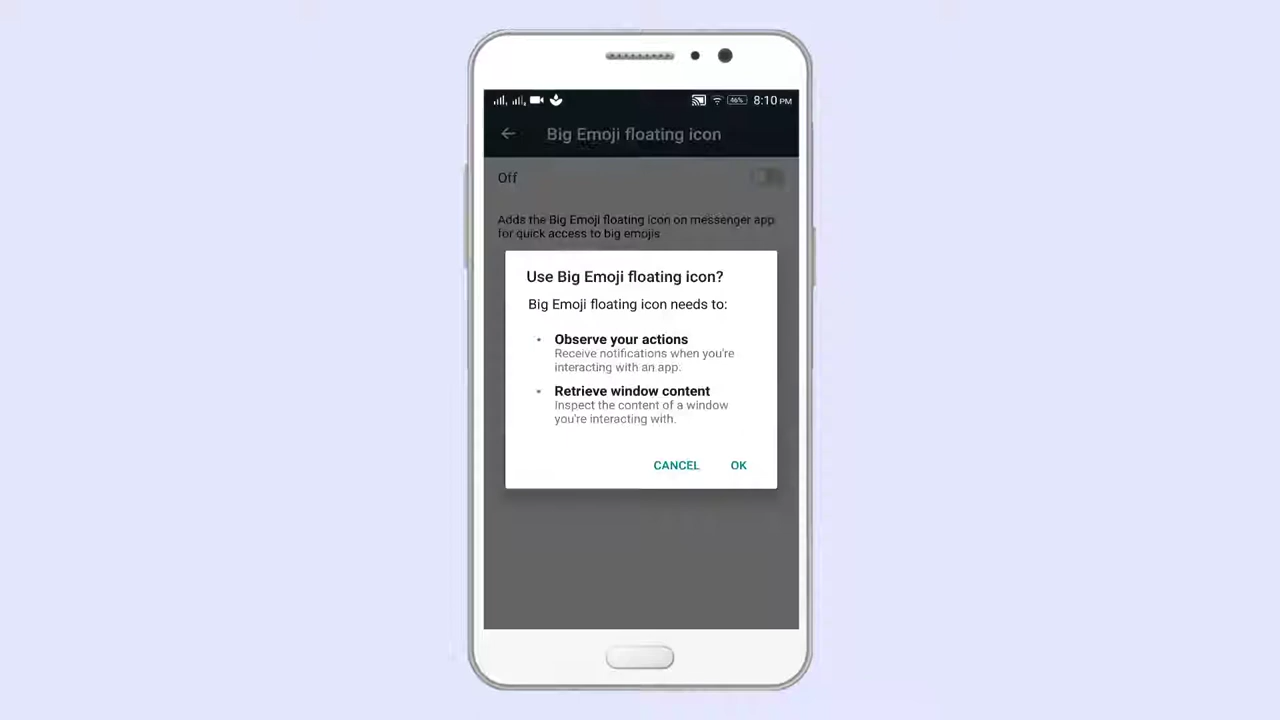 46% 8:10 PM
Big Emoji floating icon
Off
Adds the Big Emoji floating icon on messenger app
for quick access to big emojis
Use Big Emoji floating icon?
Big Emoji floating icon needs to:
• Observe your actions
Receive notifications when you're
interacting with an app.
• Retrieve window content
Inspect the content of a window
you're interacting with.
CANCEL OK